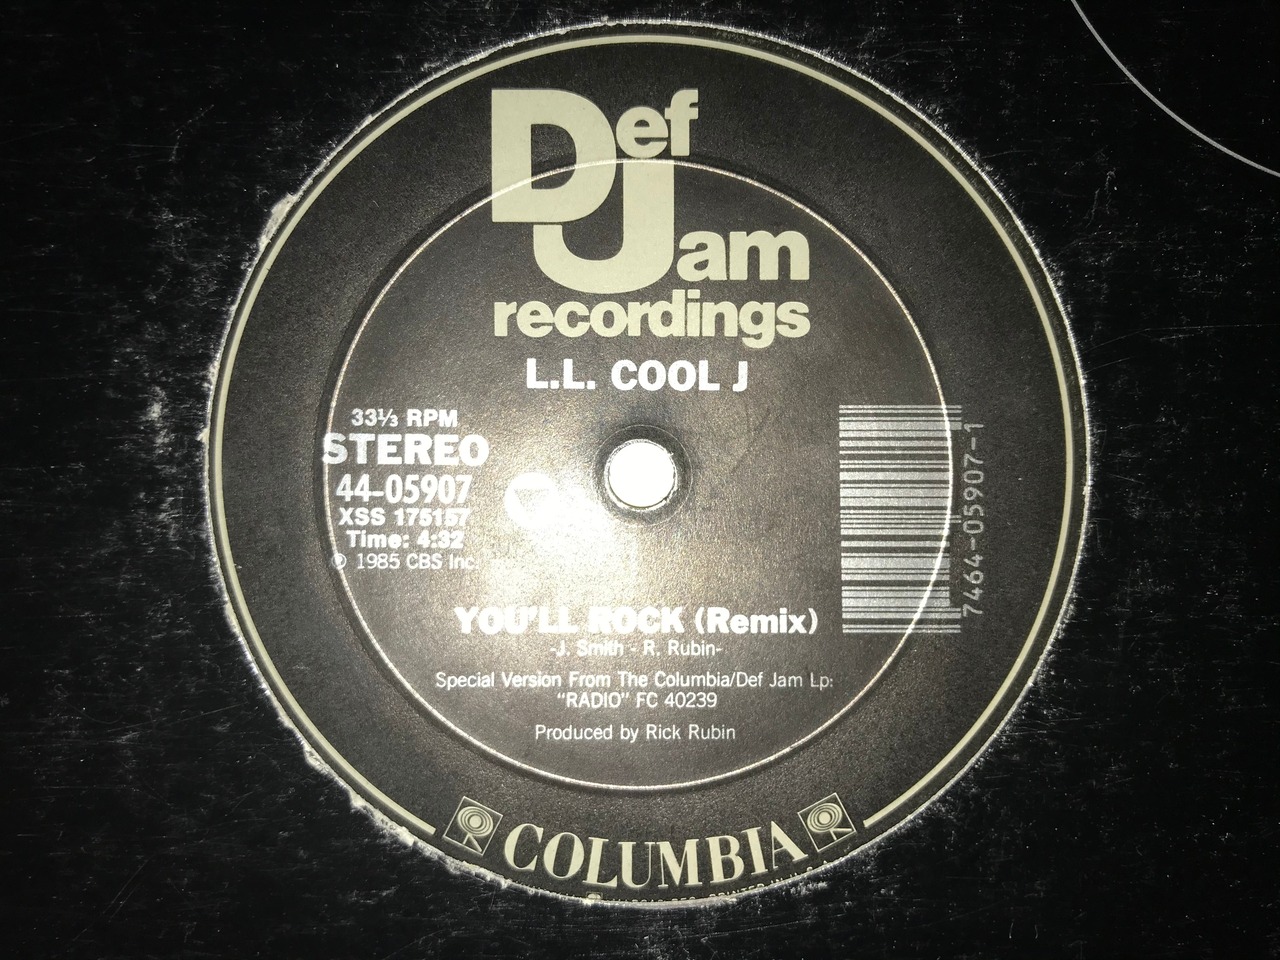 Def
Jam
recordings
L.L. COOL J
33⅓ RPM
STEREO
44-05907
XSS 175157
Time: 4:32
℗ 1985 CBS Inc.
7464-05907-1
YOU'LL ROCK (Remix)
-J. Smith - R. Rubin-
Special Version From The Columbia/Def Jam Lp:
"RADIO" FC 40239
Produced by Rick Rubin
COLUMBIA